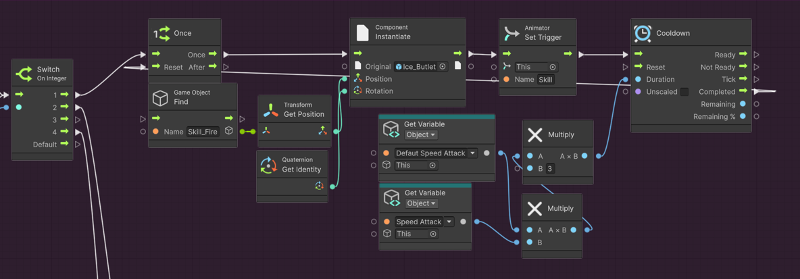 Switch
On Integer
1
2
3
4
Default
Once
Once
Reset After
Game Object
Find
Name Skill_Fire
Transform
Get Position
Quaternion
Get Identity
Component
Instantiate
Original Ice_Butlet
Position
Rotation
Animator
Set Trigger
This
Name Skill
Cooldown
Ready
Reset Not Ready
Duration Tick
Unscaled Completed
Remaining
Remaining %
Get Variable
Object
Defaut Speed Attack
This
Get Variable
Object
Speed Attack
This
Multiply
A A × B
B 3
Multiply
A A × B
B